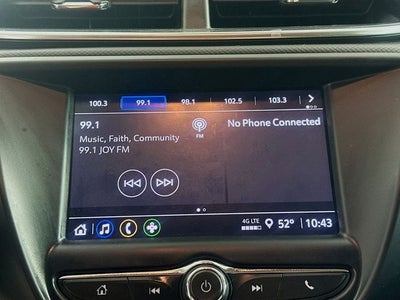 100.3 99.1 98.1 102.5 103.3
99.1
FM
No Phone Connected
Music, Faith, Community
99.1 JOY FM
4G LTE 52° 10:43